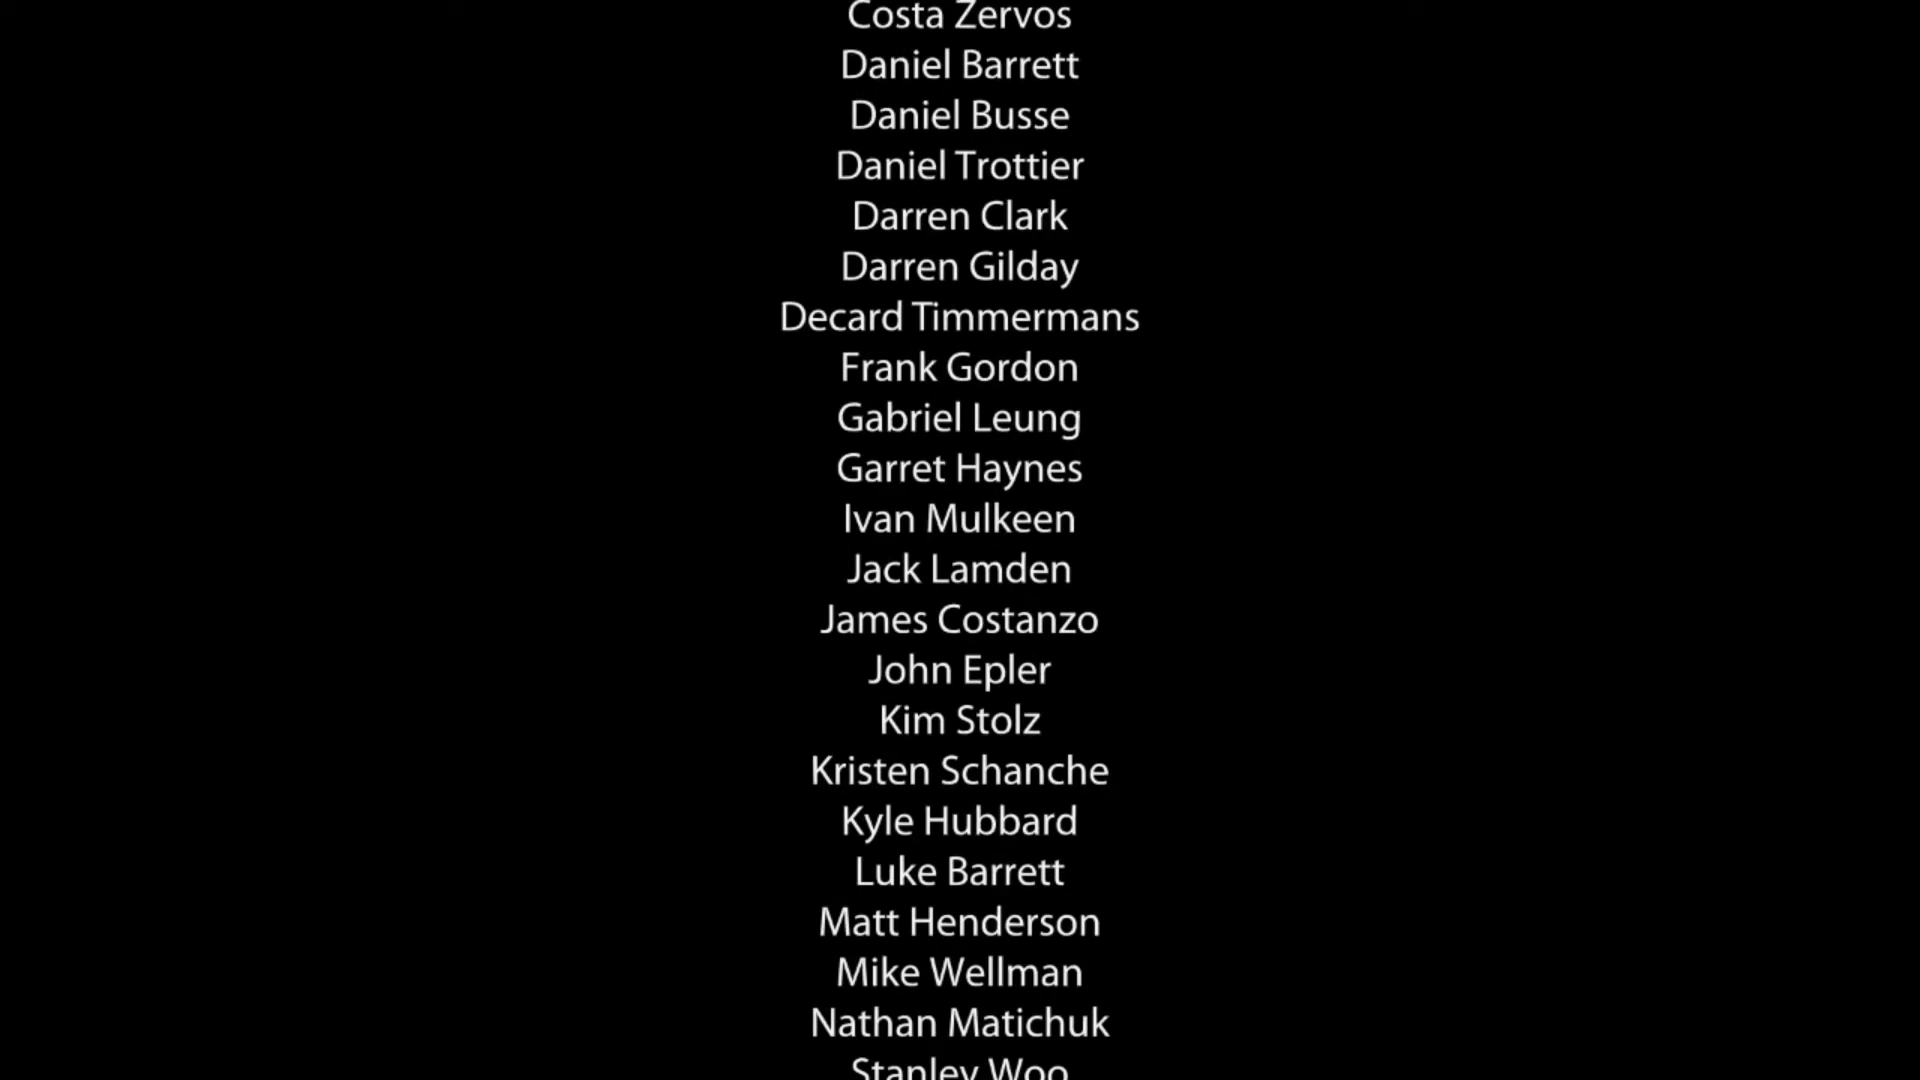 Costa Zervos
Daniel Barrett
Daniel Busse
Daniel Trottier
Darren Clark
Darren Gilday
Decard Timmermans
Frank Gordon
Gabriel Leung
Garret Haynes
Ivan Mulkeen
Jack Lamden
James Costanzo
John Epler
Kim Stolz
Kristen Schanche
Kyle Hubbard
Luke Barrett
Matt Henderson
Mike Wellman
Nathan Matichuk
Stanley Woo